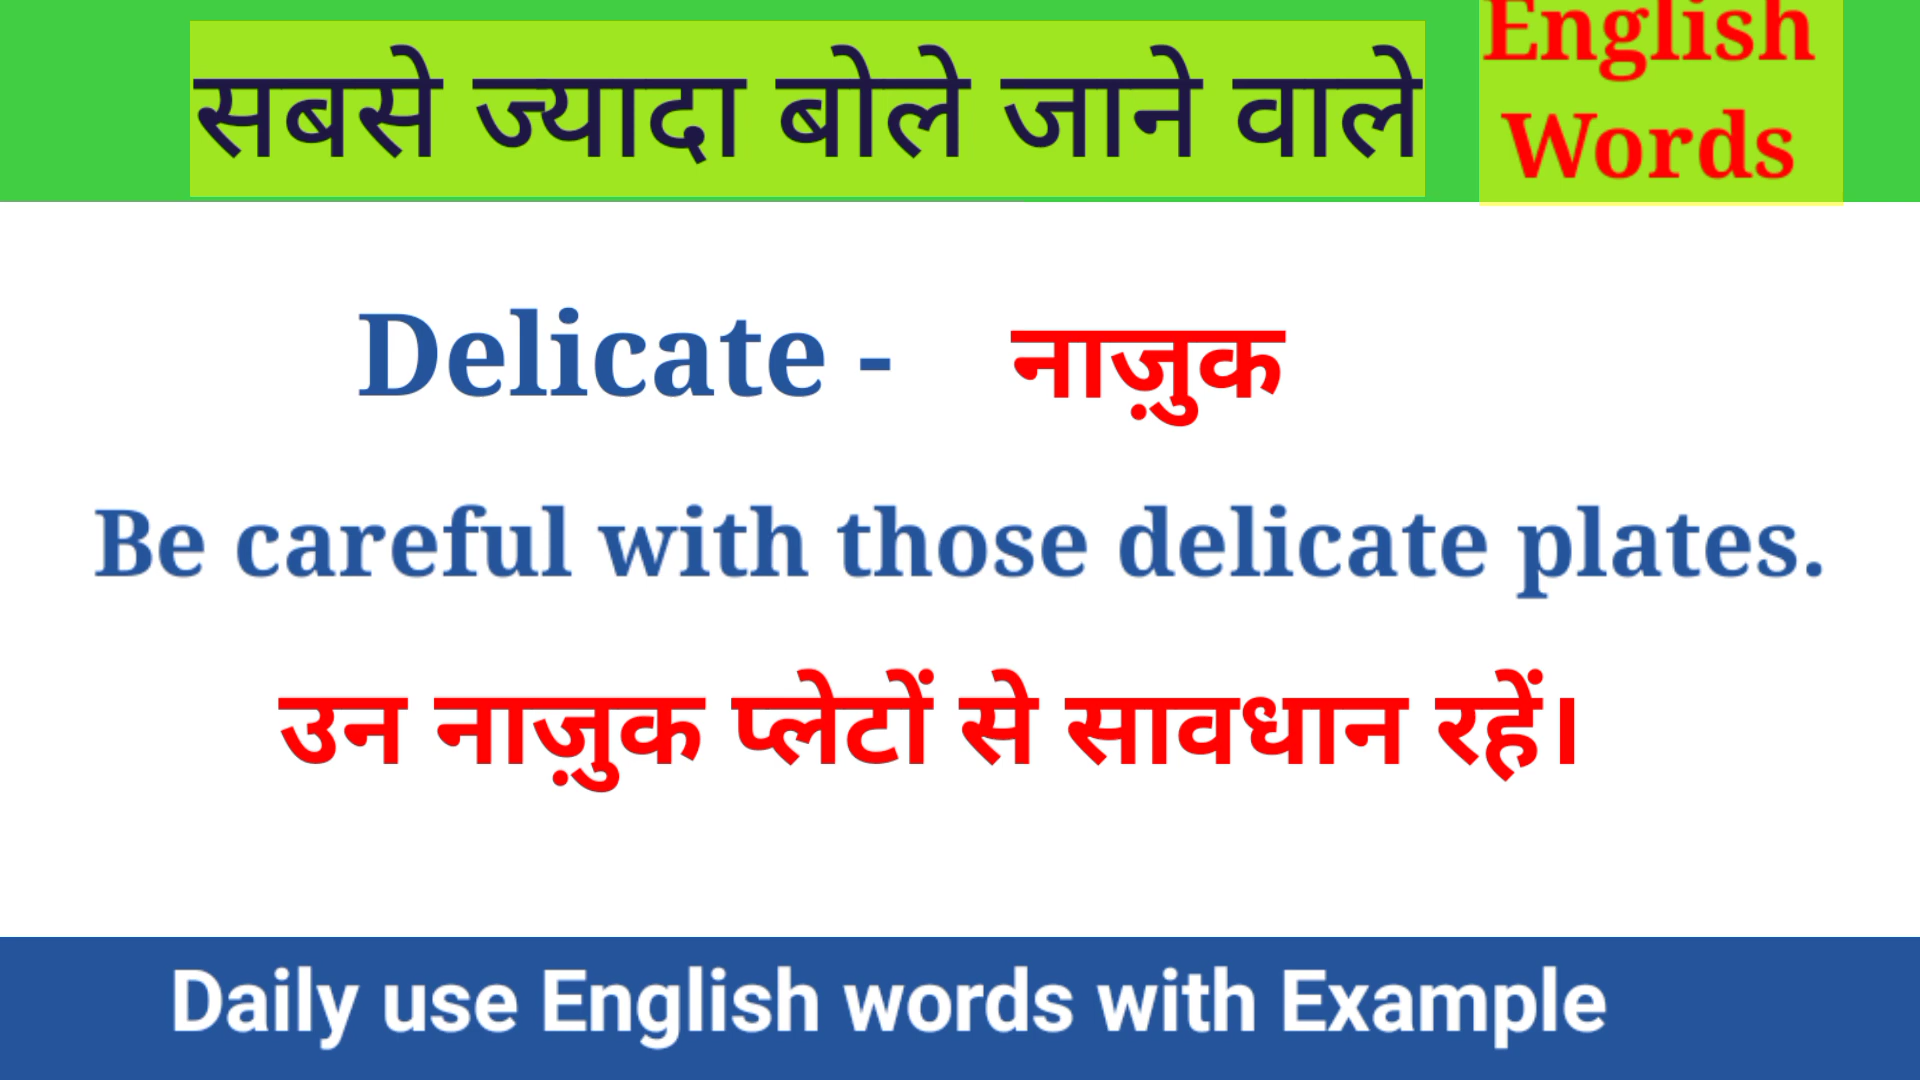 सबसे ज्यादा बोले जाने वाले
English
Words
Delicate - नाज़ुक
Be careful with those delicate plates.
उन नाज़ुक प्लेटों से सावधान रहें।
Daily use English words with Example